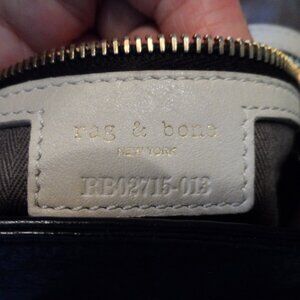 rag & bone
NEW YORK
RB02715-013